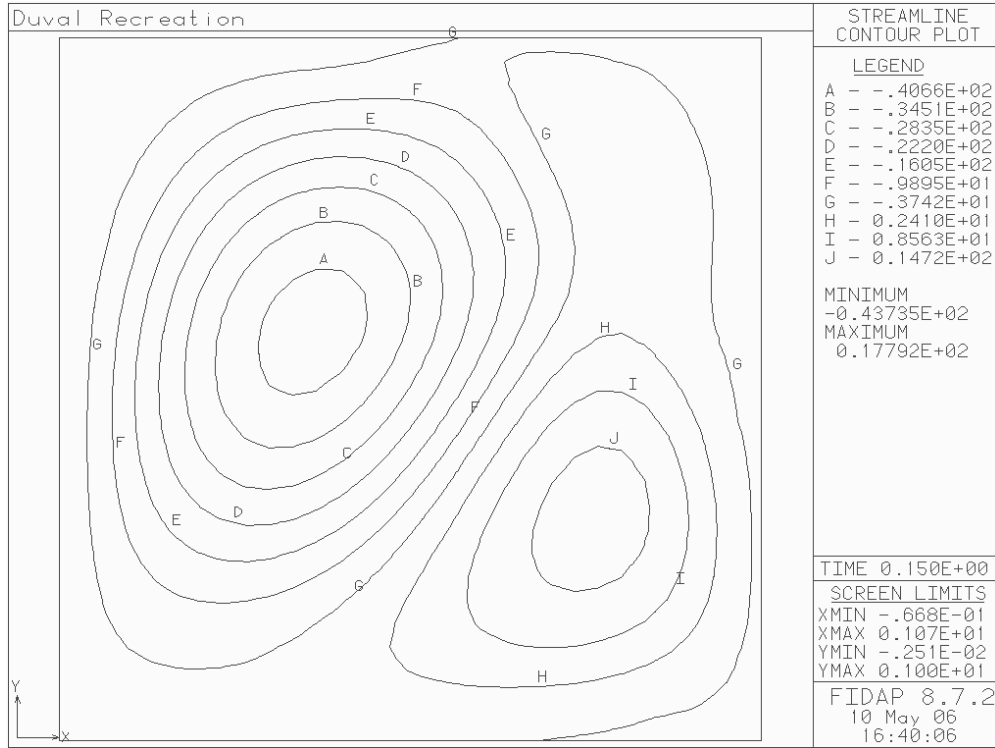 Duval Recreation
STREAMLINE
CONTOUR PLOT
LEGEND
A - -.4066E+02
B - -.3451E+02
C - -.2835E+02
D - -.2220E+02
E - -.1605E+02
F - -.9895E+01
G - -.3742E+01
H - 0.2410E+01
I - 0.8563E+01
J - 0.1472E+02
MINIMUM
-0.43735E+02
MAXIMUM
0.17792E+02
TIME 0.150E+00
SCREEN LIMITS
XMIN -.668E-01
XMAX 0.107E+01
YMIN -.251E-02
YMAX 0.100E+01
FIDAP 8.7.2
10 May 06
16:40:06
G
F
E
G
D
C
B
E
A
B
H
G
G
I
F
J
F
C
D
E
I
G
H
Y
X